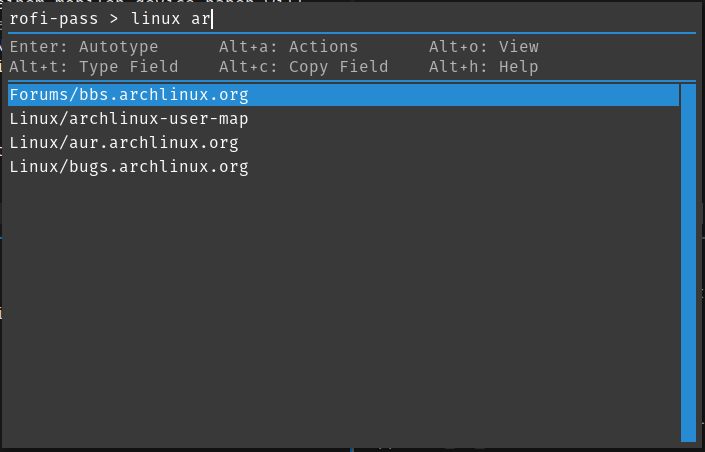 rofi-pass > linux ar
Enter: Autotype Alt+a: Actions Alt+o: View
Alt+t: Type Field Alt+c: Copy Field Alt+h: Help
Forums/bbs.archlinux.org
Linux/archlinux-user-map
Linux/aur.archlinux.org
Linux/bugs.archlinux.org